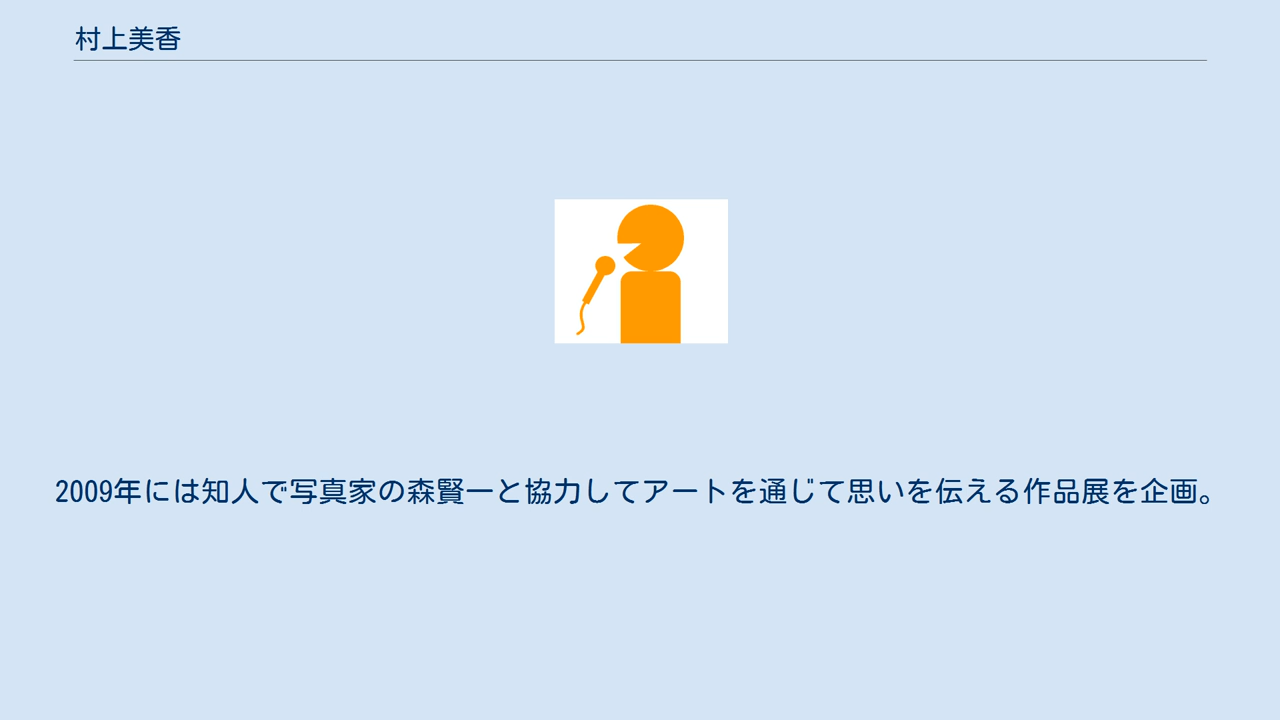 村上美香
2009年には知人で写真家の森賢一と協力してアートを通じて思いを伝える作品展を企画。